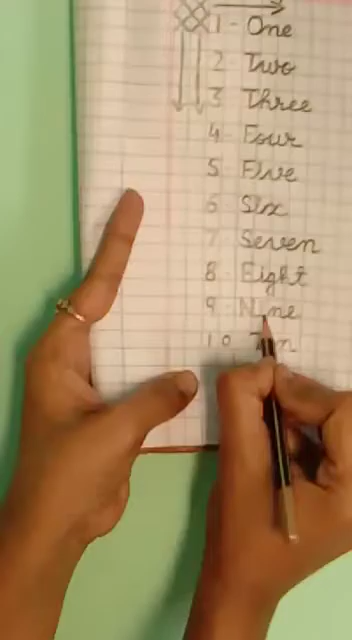 1 - One
2 - Two
3 Three
4 - Four
5 Five
6 Six
7 Seven
8 - Eight
9 - Nine
10